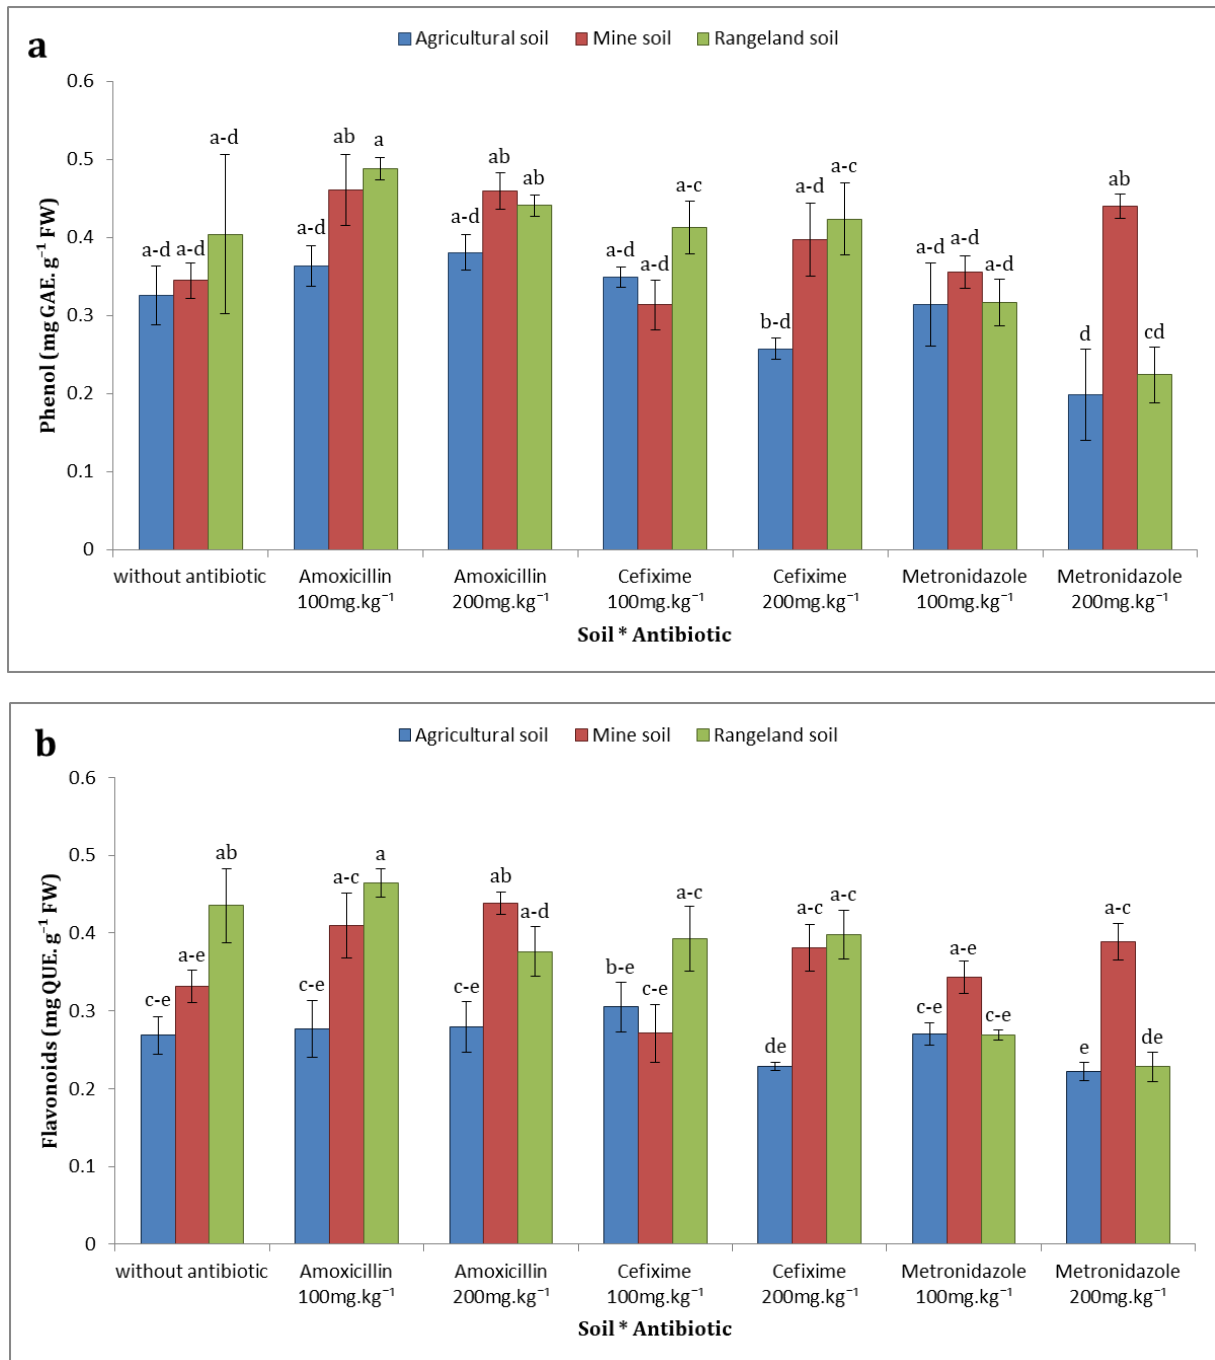 a
Agricultural soil Mine soil Rangeland soil
0.6
0.5
0.4
0.3
0.2
0.1
0
Phenol (mg GAE. g⁻¹ FW)
a-d a-d a-d
a-d ab a
a-d ab ab
a-d a-d a-c
b-d a-d a-c
a-d a-d a-d
d ab cd
without antibiotic
Amoxicillin
100mg.kg⁻¹
Amoxicillin
200mg.kg⁻¹
Cefixime
100mg.kg⁻¹
Cefixime
200mg.kg⁻¹
Metronidazole
100mg.kg⁻¹
Metronidazole
200mg.kg⁻¹
Soil * Antibiotic
b
Agricultural soil Mine soil Rangeland soil
0.6
0.5
0.4
0.3
0.2
0.1
0
Flavonoids (mg QUE. g⁻¹ FW)
c-e a-e ab
c-e a-c a
c-e ab a-d
b-e c-e a-c
de a-c a-c
c-e a-e c-e
e a-c de
without antibiotic
Amoxicillin
100mg.kg⁻¹
Amoxicillin
200mg.kg⁻¹
Cefixime
100mg.kg⁻¹
Cefixime
200mg.kg⁻¹
Metronidazole
100mg.kg⁻¹
Metronidazole
200mg.kg⁻¹
Soil * Antibiotic